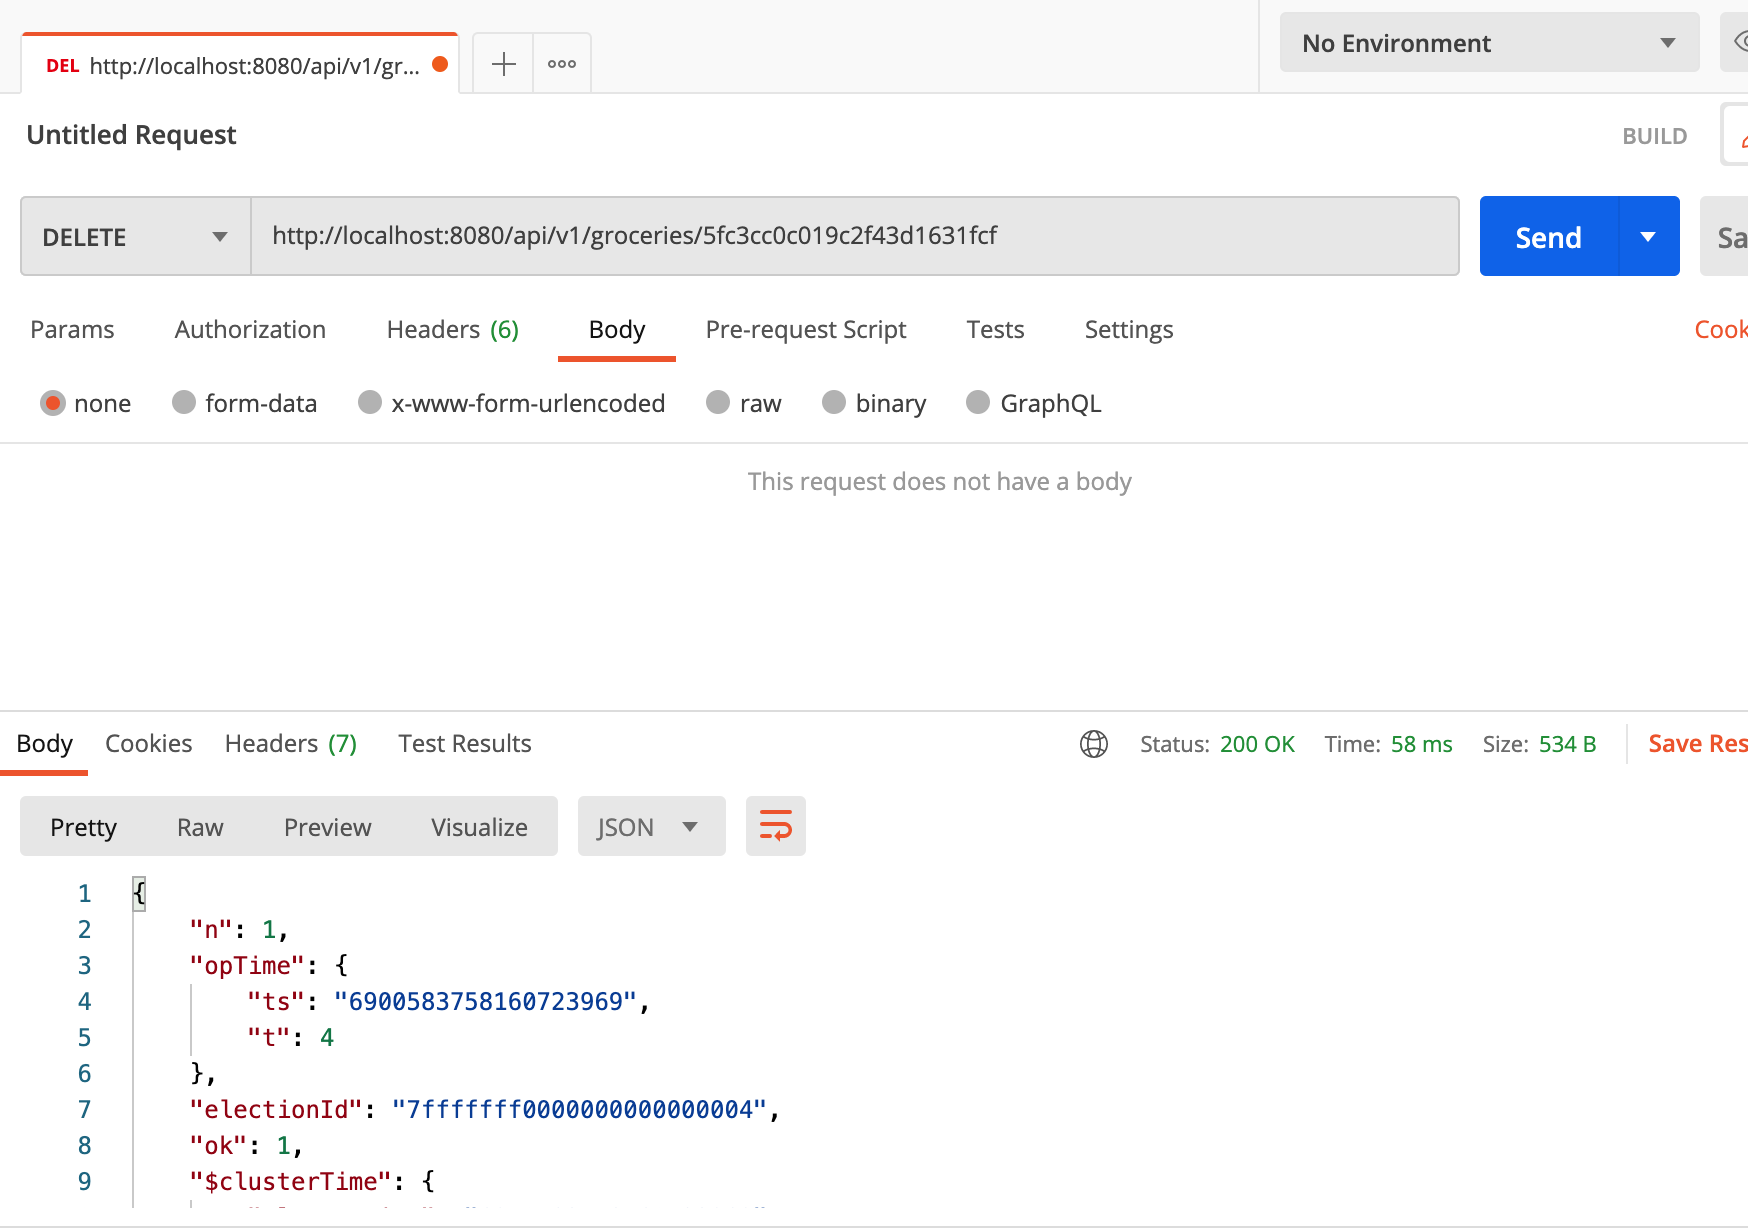 DEL http://localhost:8080/api/v1/gr...
No Environment
Untitled Request
BUILD
DELETE http://localhost:8080/api/v1/groceries/5fc3cc0c019c2f43d1631fcf Send Sa
Params Authorization Headers (6) Body Pre-request Script Tests Settings Cook
none form-data x-www-form-urlencoded raw binary GraphQL
This request does not have a body
Body Cookies Headers (7) Test Results Status: 200 OK Time: 58 ms Size: 534 B Save Res
Pretty Raw Preview Visualize JSON
1 {
2 "n": 1,
3 "opTime": {
4 "ts": "6900583758160723969",
5 "t": 4
6 },
7 "electionId": "7fffffff0000000000000004",
8 "ok": 1,
9 "$clusterTime": {